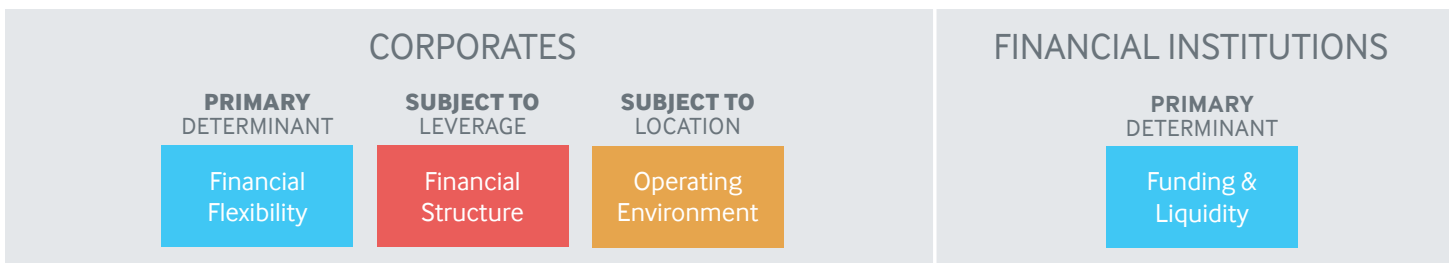 CORPORATES
PRIMARY
DETERMINANT
Financial
Flexibility
SUBJECT TO
LEVERAGE
Financial
Structure
SUBJECT TO
LOCATION
Operating
Environment
FINANCIAL INSTITUTIONS
PRIMARY
DETERMINANT
Funding &
Liquidity